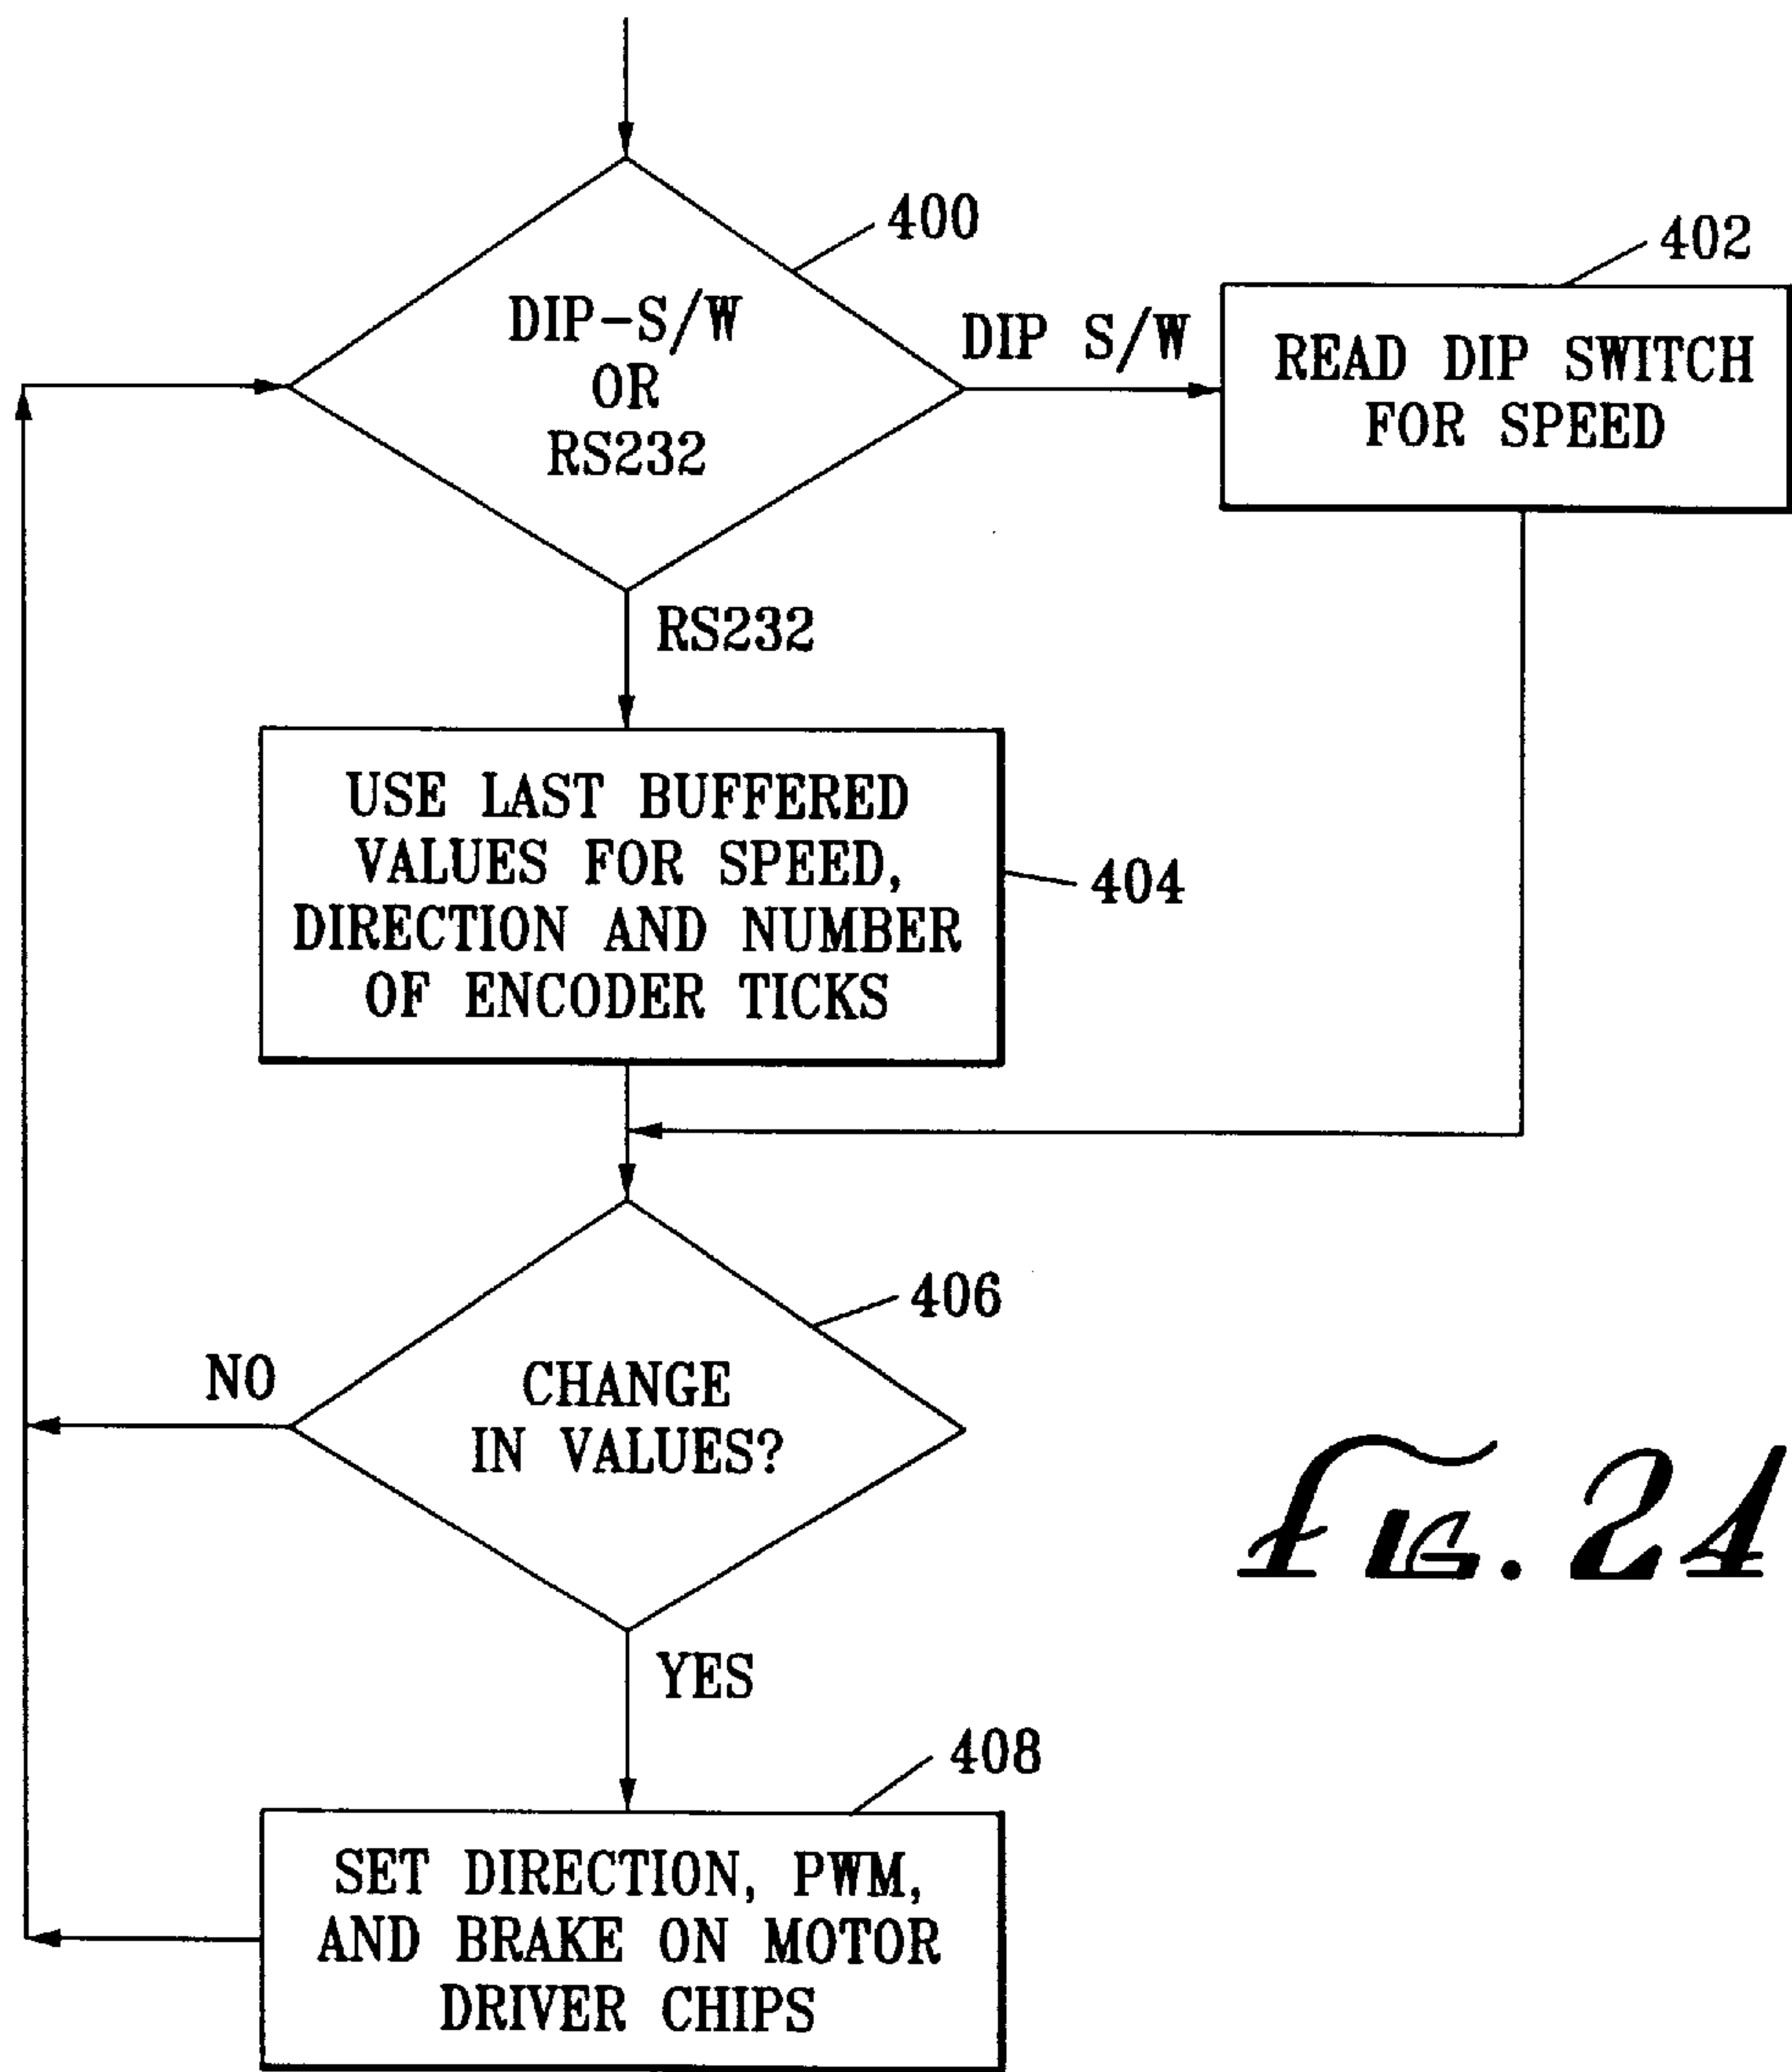 400
DIP-S/W
OR
RS232
DIP S/W
402
READ DIP SWITCH
FOR SPEED
RS232
USE LAST BUFFERED
VALUES FOR SPEED,
DIRECTION AND NUMBER
OF ENCODER TICKS
404
406
CHANGE
IN VALUES?
NO
YES
408
SET DIRECTION, PWM,
AND BRAKE ON MOTOR
DRIVER CHIPS
FIG. 24